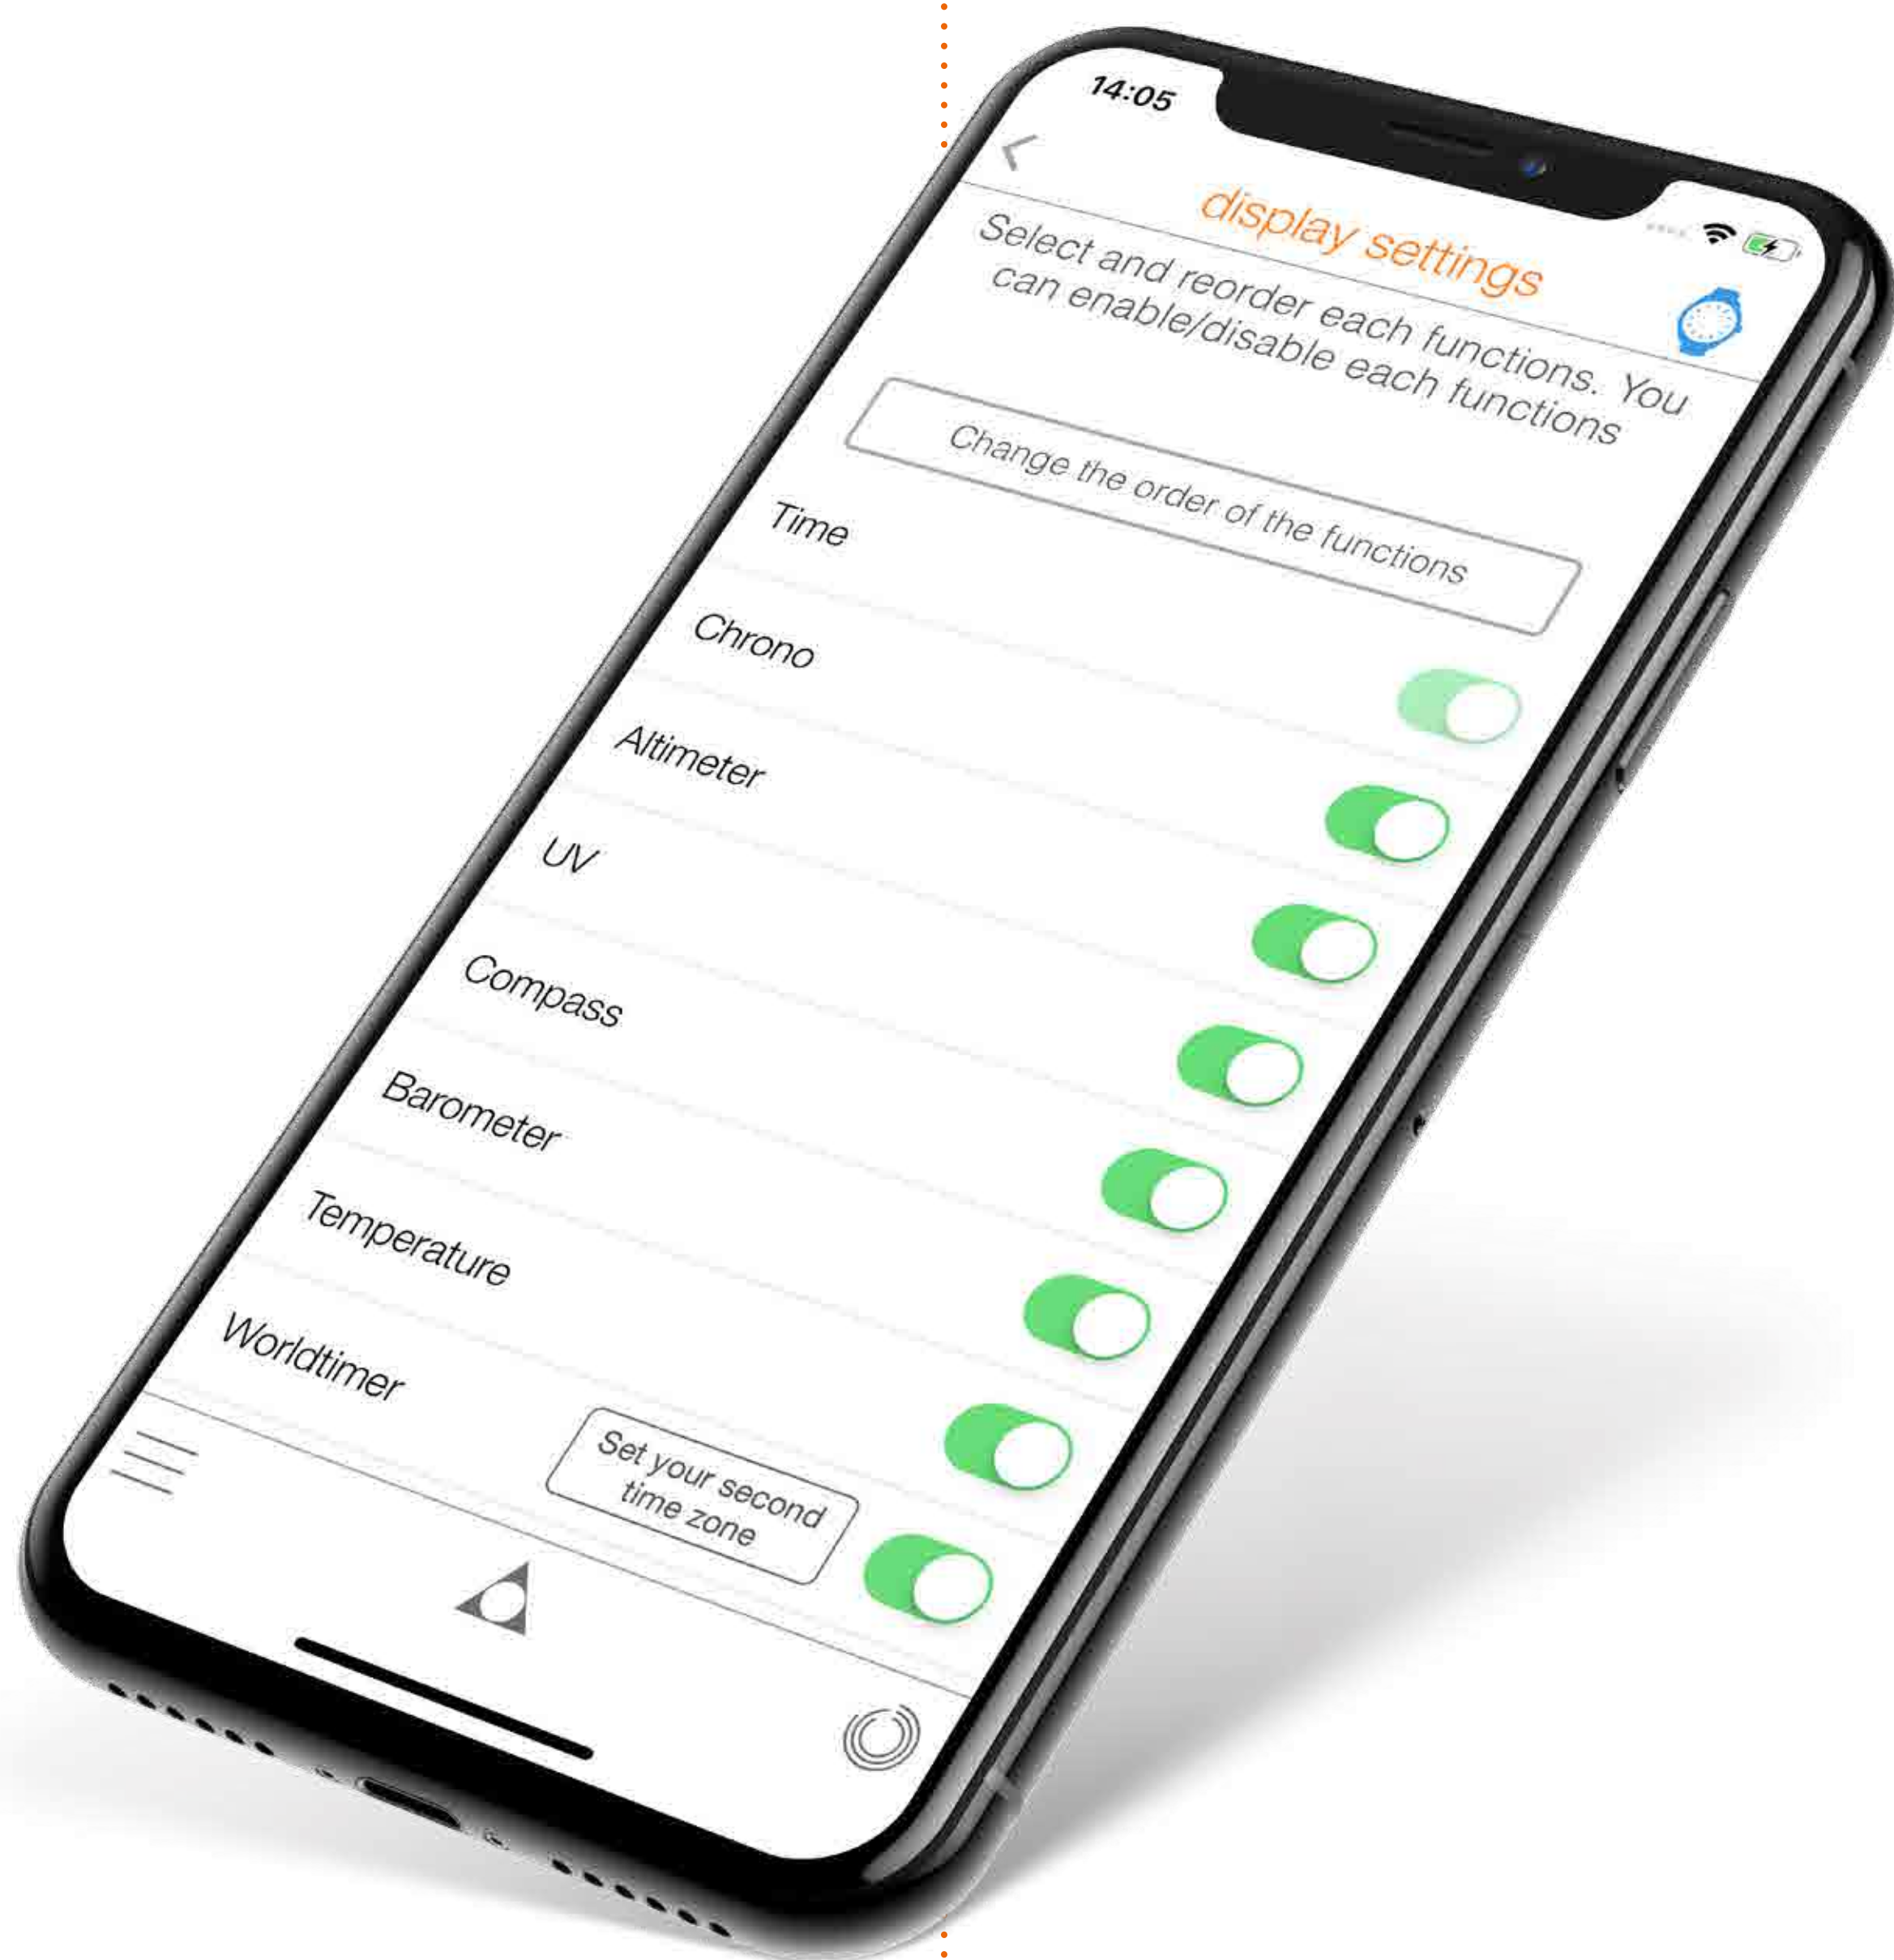 14:05
display settings
Select and reorder each functions. You
can enable/disable each functions
Change the order of the functions
Time
Chrono
Altimeter
UV
Compass
Barometer
Temperature
Worldtimer
Set your second
time zone